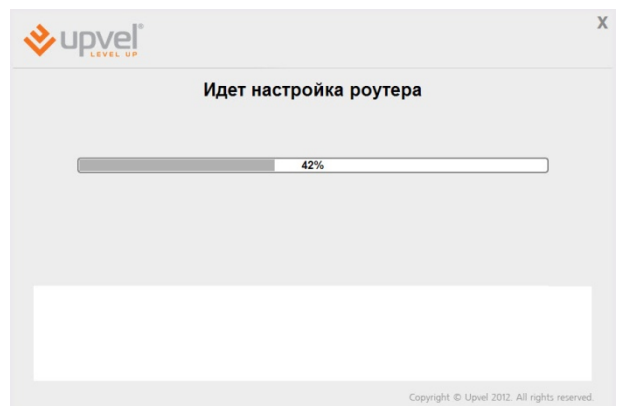 upvel®
LEVEL UP
X
Идет настройка роутера
42%
Copyright © Upvel 2012. All rights reserved.